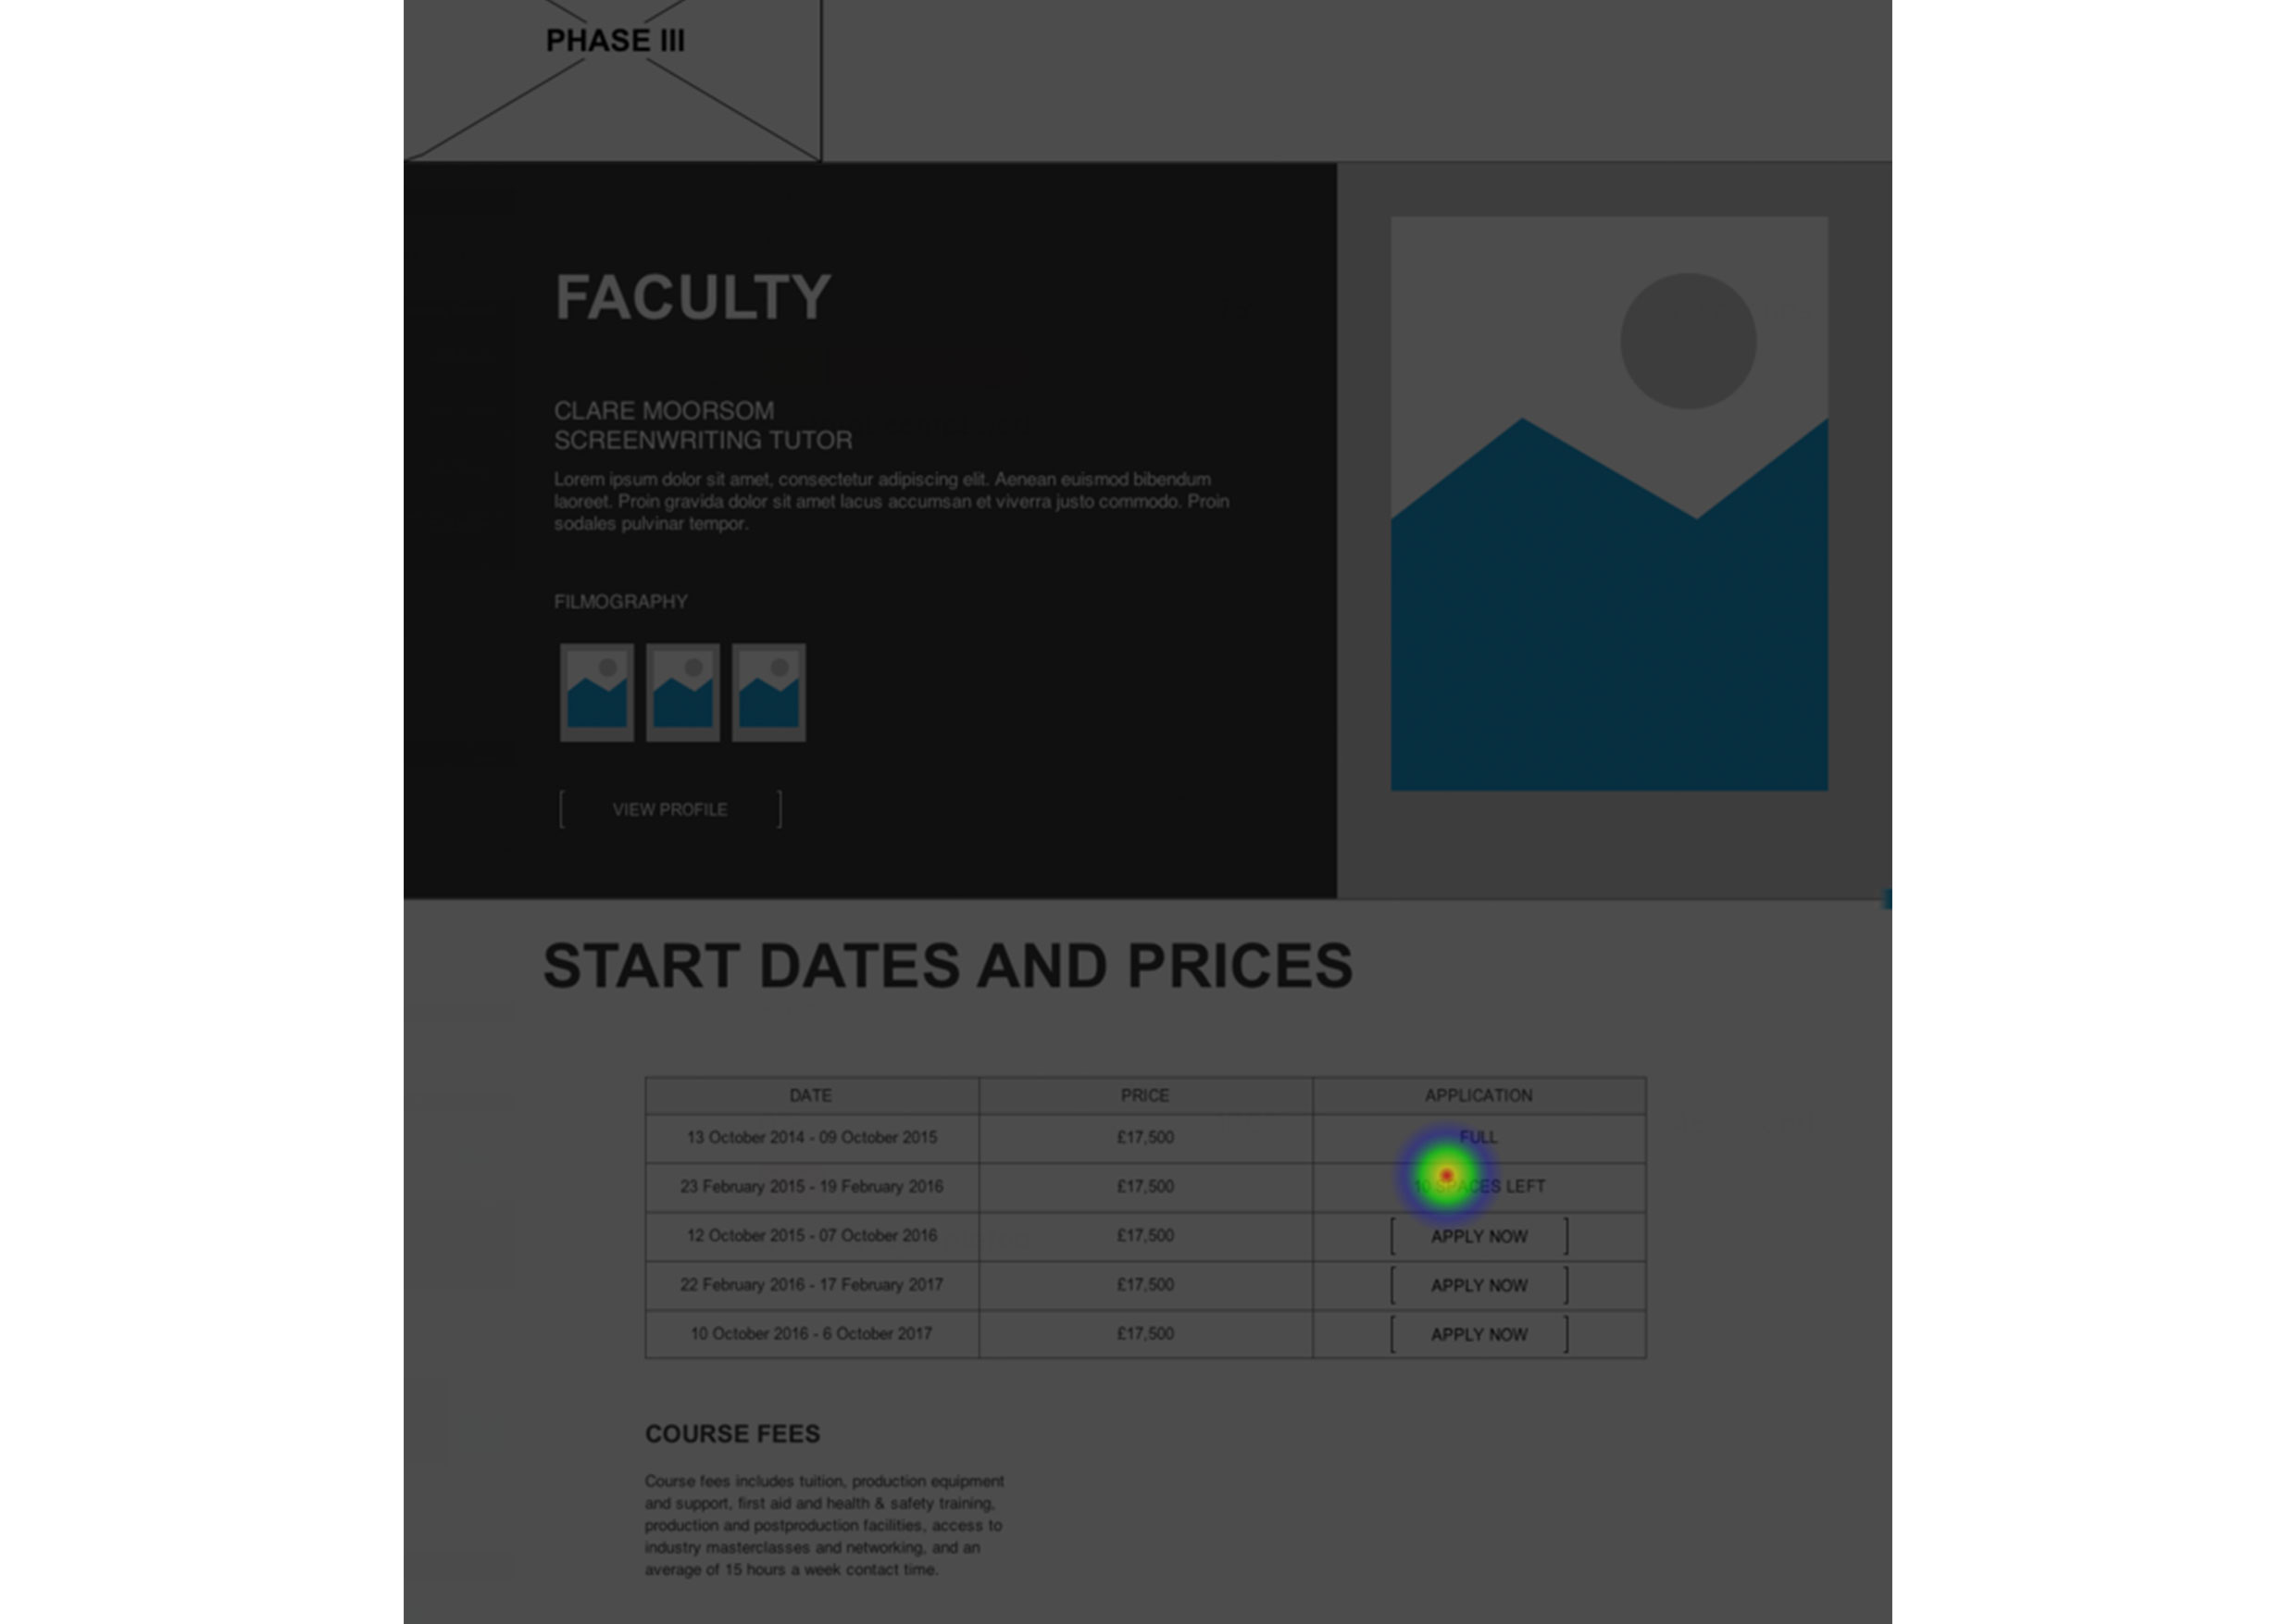 PHASE III
FACULTY
CLARE MOORSOM
SCREENWRITING TUTOR
Lorem ipsum dolor sit amet, consectetur adipiscing elit. Aenean euismod bibendum
laoreet. Proin gravida dolor sit amet lacus accumsan et viverra justo commodo. Proin
sodales pulvinar tempor.
FILMOGRAPHY
[ VIEW PROFILE ]
START DATES AND PRICES
DATE PRICE APPLICATION
13 October 2014 - 09 October 2015 £17,500 FULL
23 February 2015 - 19 February 2016 £17,500 10 SPACES LEFT
12 October 2015 - 07 October 2016 £17,500 [ APPLY NOW ]
22 February 2016 - 17 February 2017 £17,500 [ APPLY NOW ]
10 October 2016 - 6 October 2017 £17,500 [ APPLY NOW ]
COURSE FEES
Course fees includes tuition, production equipment
and support, first aid and health & safety training,
production and postproduction facilities, access to
industry masterclasses and networking, and an
average of 15 hours a week contact time.